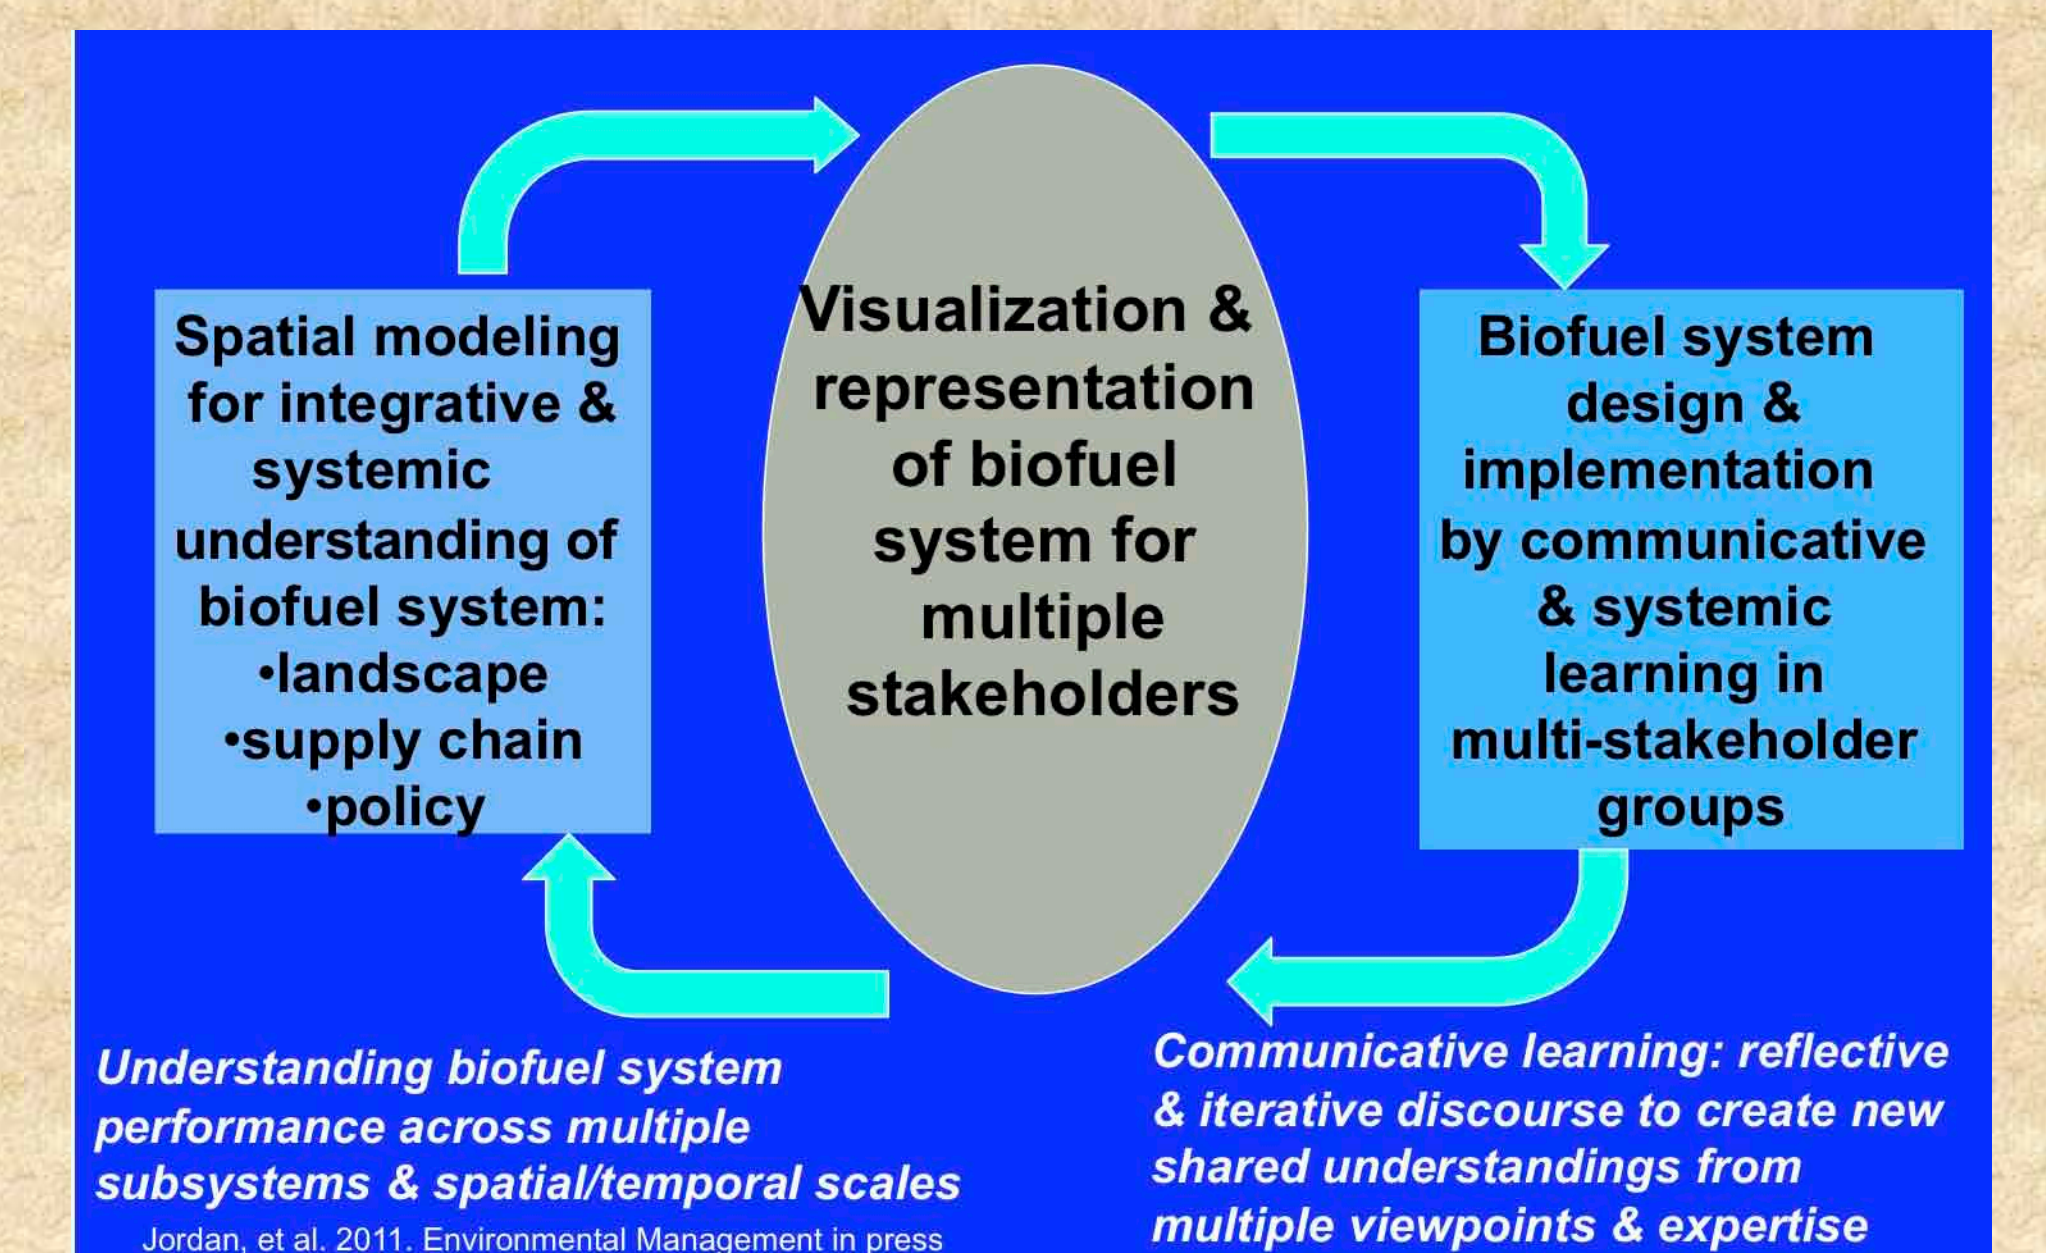 Spatial modeling
for integrative &
systemic
understanding of
biofuel system:
•landscape
•supply chain
•policy
Visualization &
representation
of biofuel
system for
multiple
stakeholders
Biofuel system
design &
implementation
by communicative
& systemic
learning in
multi-stakeholder
groups
Understanding biofuel system
performance across multiple
subsystems & spatial/temporal scales
Jordan, et al. 2011. Environmental Management in press
Communicative learning: reflective
& iterative discourse to create new
shared understandings from
multiple viewpoints & expertise